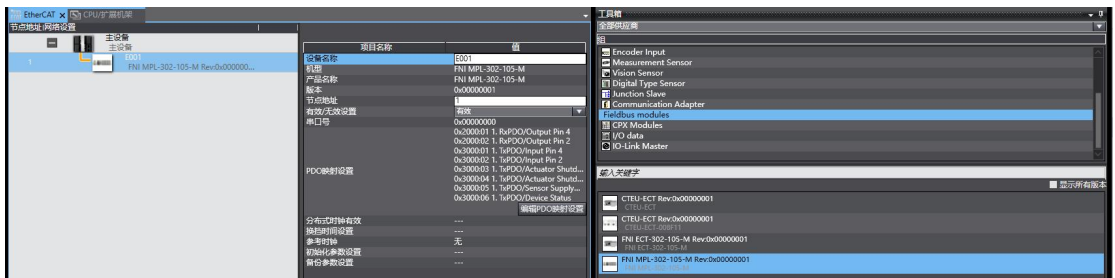 EtherCAT x CPU/扩展机架
节点地址|网络设置
主设备
主设备
1
E001
FNI MPL-302-105-M Rev:0x000000...
项目名称 值
设备名称 E001
机型 FNI MPL-302-105-M
产品名称 FNI MPL-302-105-M
版本 0x00000001
节点地址 1
有效/无效设置 有效
串口号 0x00000000
PDO映射设置
0x2000:01 1. RxPDO/Output Pin 4
0x2000:02 1. RxPDO/Output Pin 2
0x3000:01 1. TxPDO/Input Pin 4
0x3000:02 1. TxPDO/Input Pin 2
0x3000:03 1. TxPDO/Actuator Shutd...
0x3000:04 1. TxPDO/Actuator Shutd...
0x3000:05 1. TxPDO/Sensor Supply...
0x3000:06 1. TxPDO/Device Status
编辑PDO映射设置
分布式时钟有效 ---
换挡时间设置 ---
参考时钟 无
初始化参数设置 ---
备份参数设置 ---
工具箱
全部供应商
组
Encoder Input
Measurement Sensor
Vision Sensor
Digital Type Sensor
Junction Slave
Communication Adapter
Fieldbus modules
CPX Modules
I/O data
IO-Link Master
输入关键字
显示所有版本
CTEU-ECT Rev:0x00000001
CTEU-ECT
CTEU-ECT Rev:0x00000001
CTEU-ECT-008F11
FNI ECT-302-105-M Rev:0x00000001
FNI ECT-302-105-M
FNI MPL-302-105-M Rev:0x00000001
FNI MPL-302-105-M